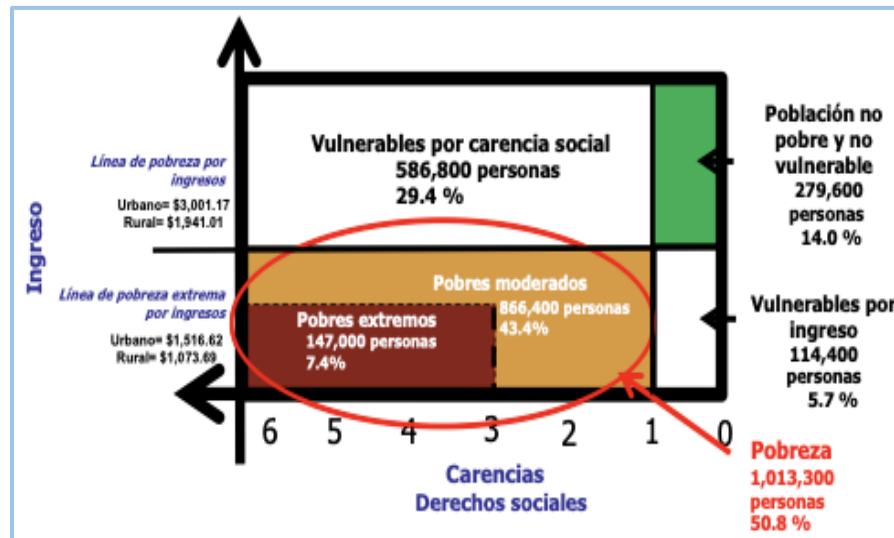 Ingreso
Línea de pobreza por
ingresos
Urbano= $3,001.17
Rural= $1,941.01
Línea de pobreza extrema
por ingresos
Urbano= $1,516.62
Rural= $1,073.69
Vulnerables por carencia social
586,800 personas
29.4 %
Población no
pobre y no
vulnerable
279,600
personas
14.0 %
Pobres moderados
866,400 personas
43.4%
Pobres extremos
147,000 personas
7.4%
Vulnerables por
ingreso
114,400
personas
5.7 %
6 5 4 3 2 1 0
Carencias
Derechos sociales
Pobreza
1,013,300
personas
50.8 %